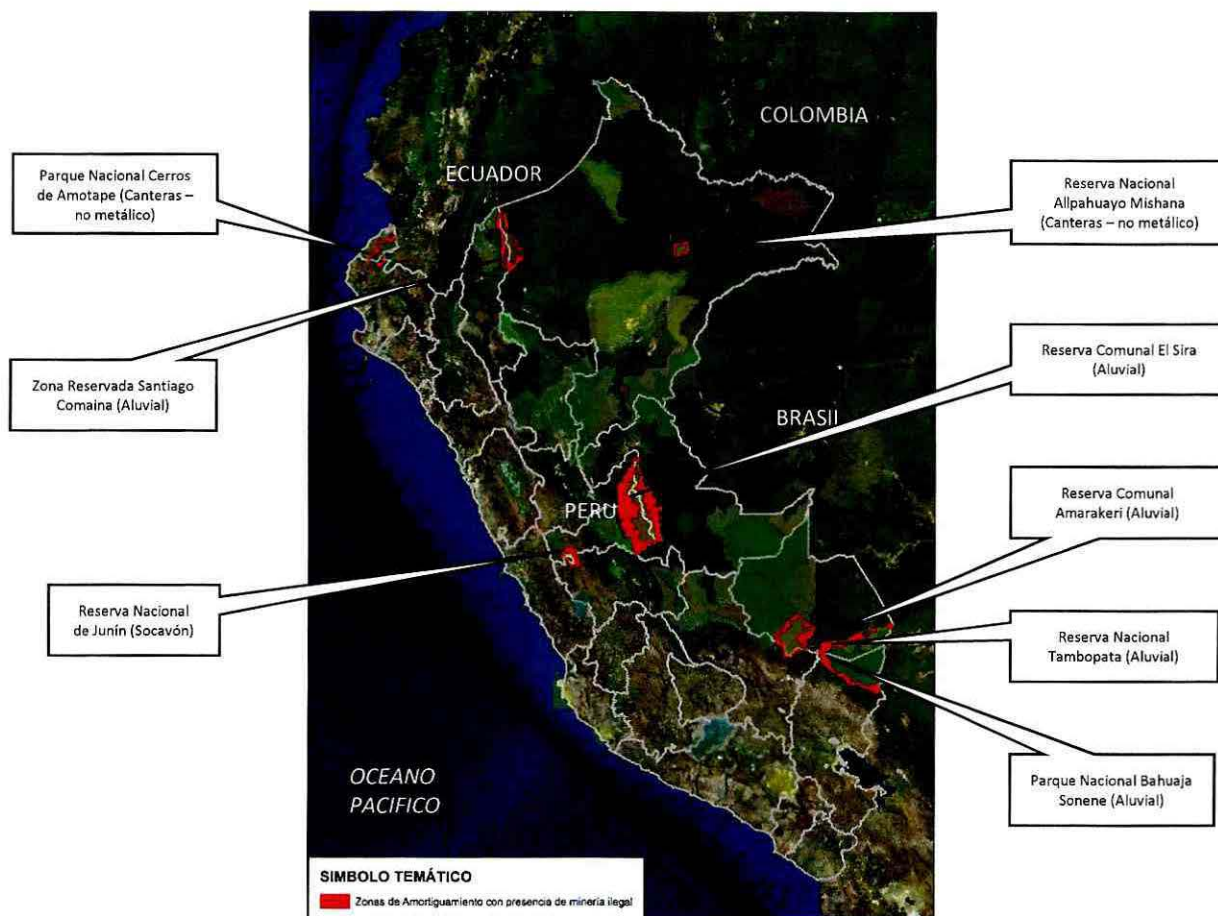 COLOMBIA
ECUADOR
Parque Nacional Cerros
de Amotape (Canteras –
no metálico)
Reserva Nacional
Allpahuayo Mishana
(Canteras – no metálico)
Zona Reservada Santiago
Comaina (Aluvial)
Reserva Comunal El Sira
(Aluvial)
BRASIL
PERU
Reserva Comunal
Amarakeri (Aluvial)
Reserva Nacional
de Junín (Socavón)
Reserva Nacional
Tambopata (Aluvial)
Parque Nacional Bahuaja
Sonene (Aluvial)
OCEANO
PACIFICO
SIMBOLO TEMÁTICO
Zonas de Amortiguamiento con presencia de minería ilegal